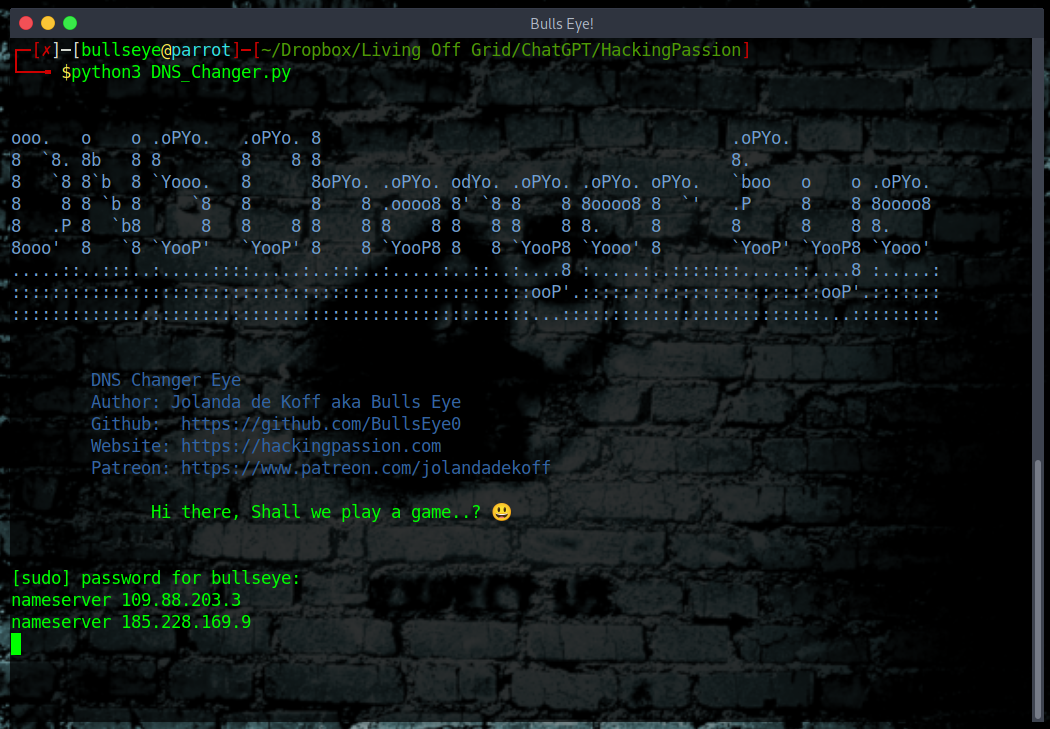 Bulls Eye!
┌─[✗]─[bullseye@parrot]─[~/Dropbox/Living Off Grid/ChatGPT/HackingPassion]
└──╼ $python3 DNS_Changer.py
ooo.   o    o .oPYo.   .oPYo. 8                                         .oPYo.
8  `8. 8b   8 8        8    8 8                                         8.
8   `8 8`b  8 `Yooo.   8      8oPYo. .oPYo. odYo. .oPYo. .oPYo. oPYo.   `boo   o    o .oPYo.
8    8 8 `b 8     `8   8      8    8 .oooo8 8' `8 8    8 8oooo8 8  `'   .P     8    8 8oooo8
8   .P 8  `b8      8   8    8 8    8 8    8 8   8 8    8 8.     8       8      8    8 8.
8ooo'  8   `8 `YooP'   `YooP' 8    8 `YooP8 8   8 `YooP8 `Yooo' 8       `YooP' `YooP8 `Yooo'
.....::..:::..:.....::::.....:..:::..:.....:..::..:....8 :.....:..:::::::.....::....8 :.....:
::::::::::::::::::::::::::::::::::::::::::::::::::::ooP'.::::::::::::::::::::::::ooP'.:::::::
::::::::::::::::::::::::::::::::::::::::::::::::::::...::::::::::::::::::::::::::...:::::::::
DNS Changer Eye
Author: Jolanda de Koff aka Bulls Eye
Github:  https://github.com/BullsEye0
Website: https://hackingpassion.com
Patreon: https://www.patreon.com/jolandadekoff
Hi there, Shall we play a game..? 😃
[sudo] password for bullseye:
nameserver 109.88.203.3
nameserver 185.228.169.9